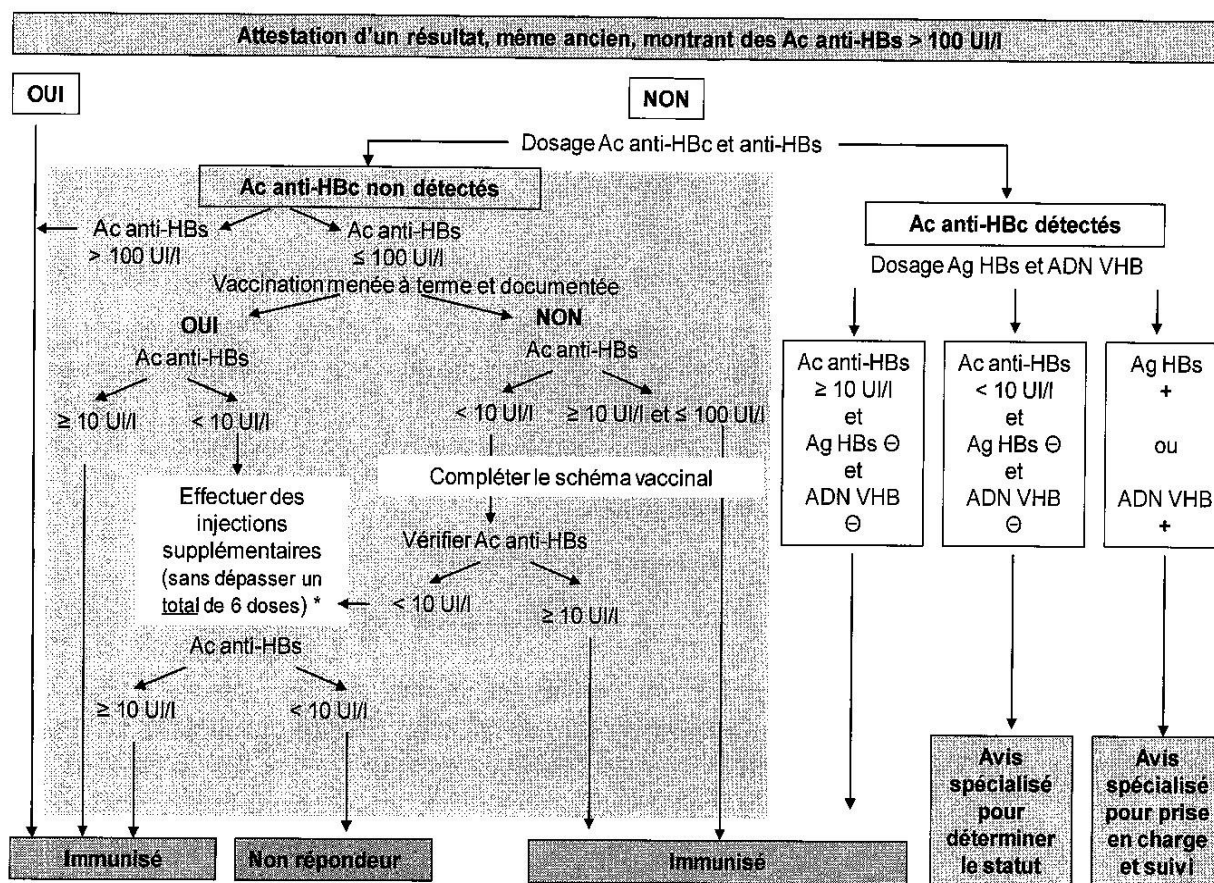 Attestation d'un résultat, même ancien, montrant des Ac anti-HBs > 100 UI/l
OUI
NON
Dosage Ac anti-HBc et anti-HBs
Ac anti-HBc non détectés
Ac anti-HBs
> 100 UI/l
Ac anti-HBs
≤ 100 UI/l
Vaccination menée à terme et documentée
OUI
Ac anti-HBs
≥ 10 UI/l
< 10 UI/l
Effectuer des
injections
supplémentaires
(sans dépasser un
total de 6 doses) *
Ac anti-HBs
≥ 10 UI/l
< 10 UI/l
NON
Ac anti-HBs
< 10 UI/l
≥ 10 UI/l et ≤ 100 UI/l
Compléter le schéma vaccinal
Vérifier Ac anti-HBs
< 10 UI/l
≥ 10 UI/l
Ac anti-HBc détectés
Dosage Ag HBs et ADN VHB
Ac anti-HBs
≥ 10 UI/l
et
Ag HBs ⊖
et
ADN VHB
⊖
Ac anti-HBs
< 10 UI/l
et
Ag HBs ⊖
et
ADN VHB
⊖
Ag HBs
+
ou
ADN VHB
+
Immunisé
Non répondeur
Immunisé
Avis
spécialisé
pour
déterminer
le statut
Avis
spécialisé
pour prise
en charge
et suivi